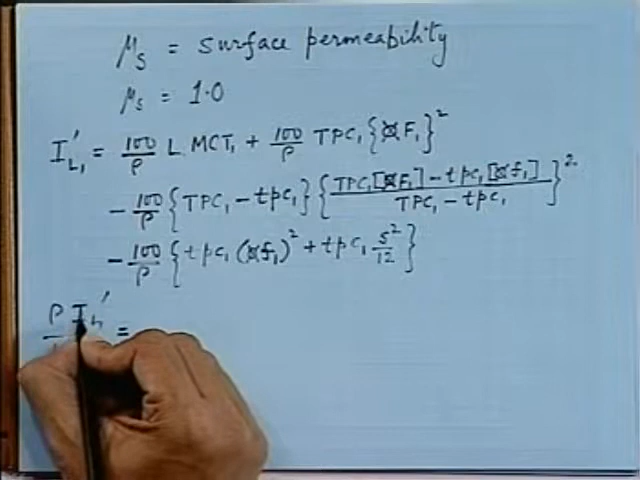 μs = surface permeability
μs = 1.0
I'L₁ = 100/ρ L MCT₁ + 100/ρ TPC₁ {F₁}²
− 100/ρ {TPC₁ − tpc₁} {TPC₁[F₁] − tpc₁[f₁] / TPC₁ − tpc₁}²
− 100/ρ {tpc₁ (f₁)² + tpc₁ s²/12}
ρ I' =